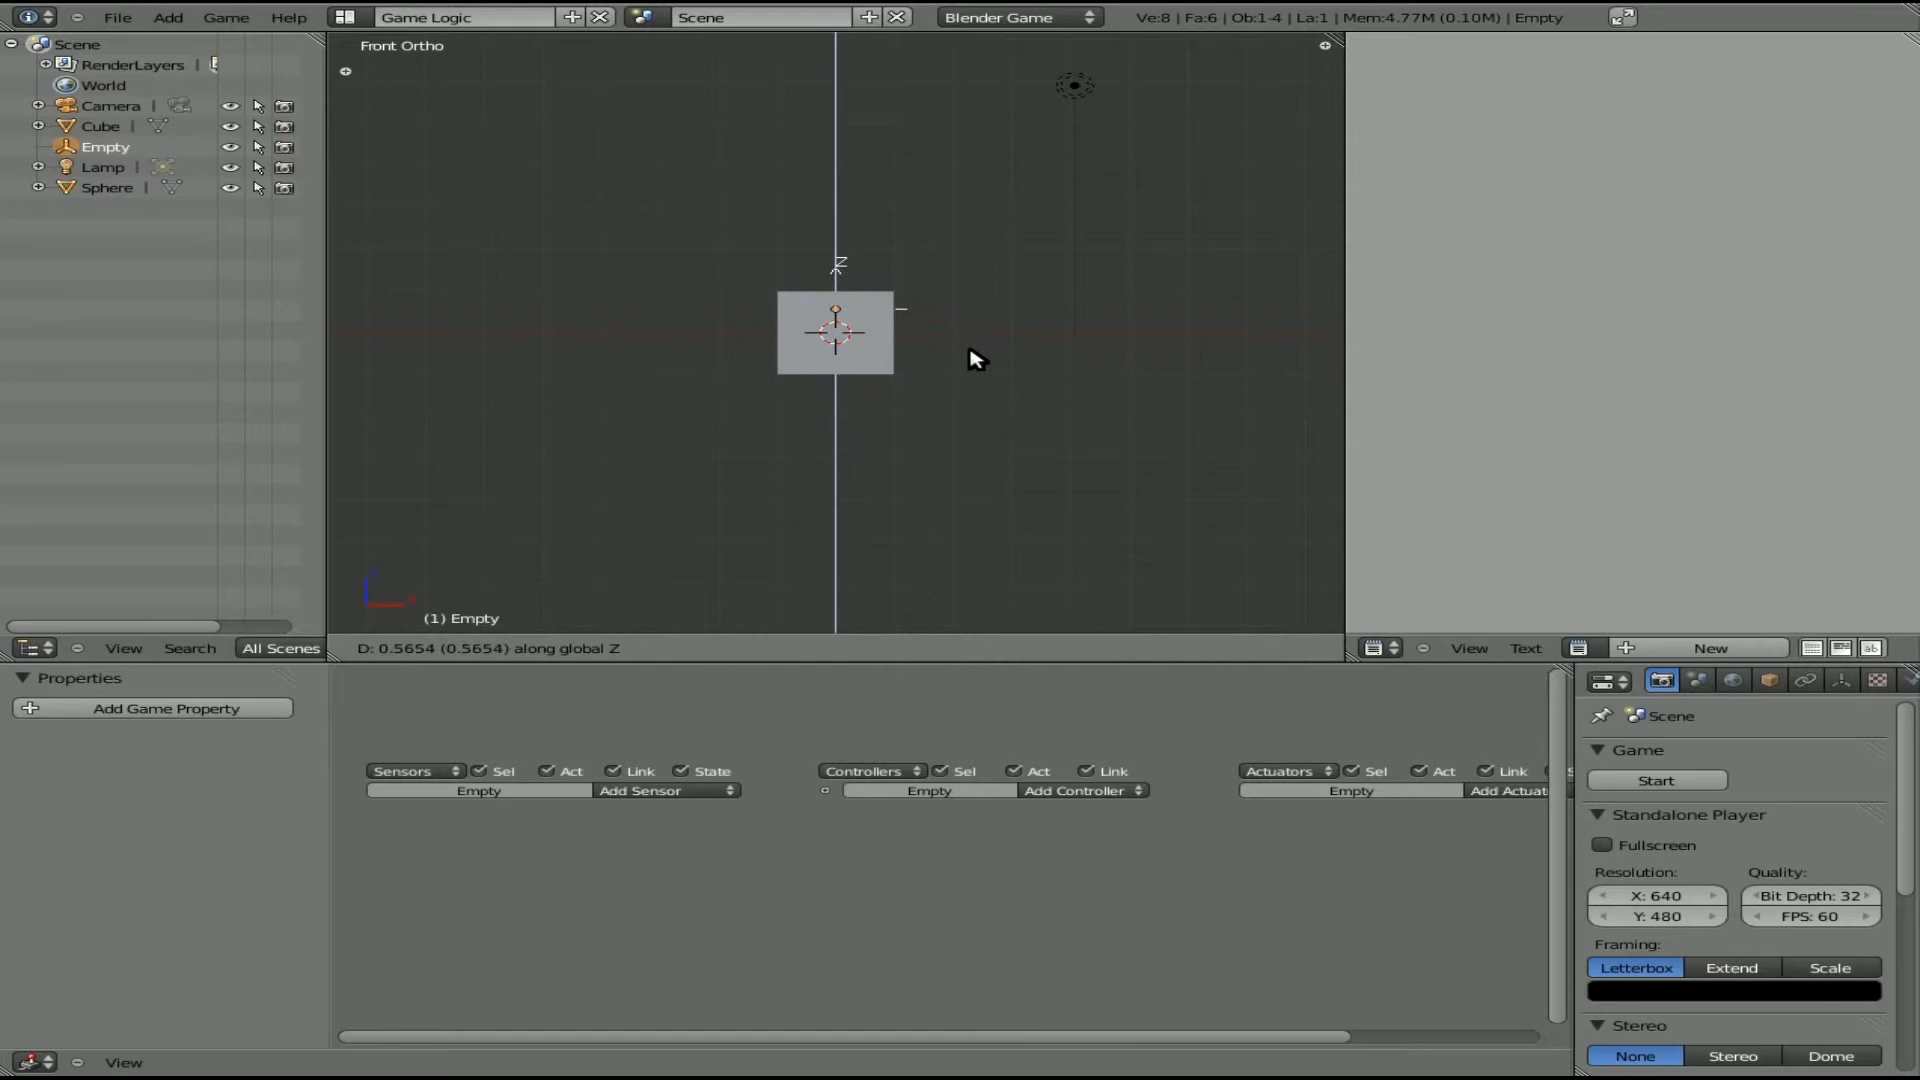 File Add Game Help Game Logic Scene Blender Game Ve:8 | Fa:6 | Ob:1-4 | La:1 | Mem:4.77M (0.10M) | Empty
Scene
RenderLayers |
World
Camera |
Cube |
Empty
Lamp |
Sphere |
Front Ortho
Z
(1) Empty
View Search All Scenes
D: 0.5654 (0.5654) along global Z
View Text New
Properties
Add Game Property
Sensors Sel Act Link State
Empty Add Sensor
Controllers Sel Act Link
Empty Add Controller
Actuators Sel Act Link
Empty Add Actuat
Scene
Game
Start
Standalone Player
Fullscreen
Resolution: Quality:
X: 640 Bit Depth: 32
Y: 480 FPS: 60
Framing:
Letterbox Extend Scale
Stereo
None Stereo Dome
View